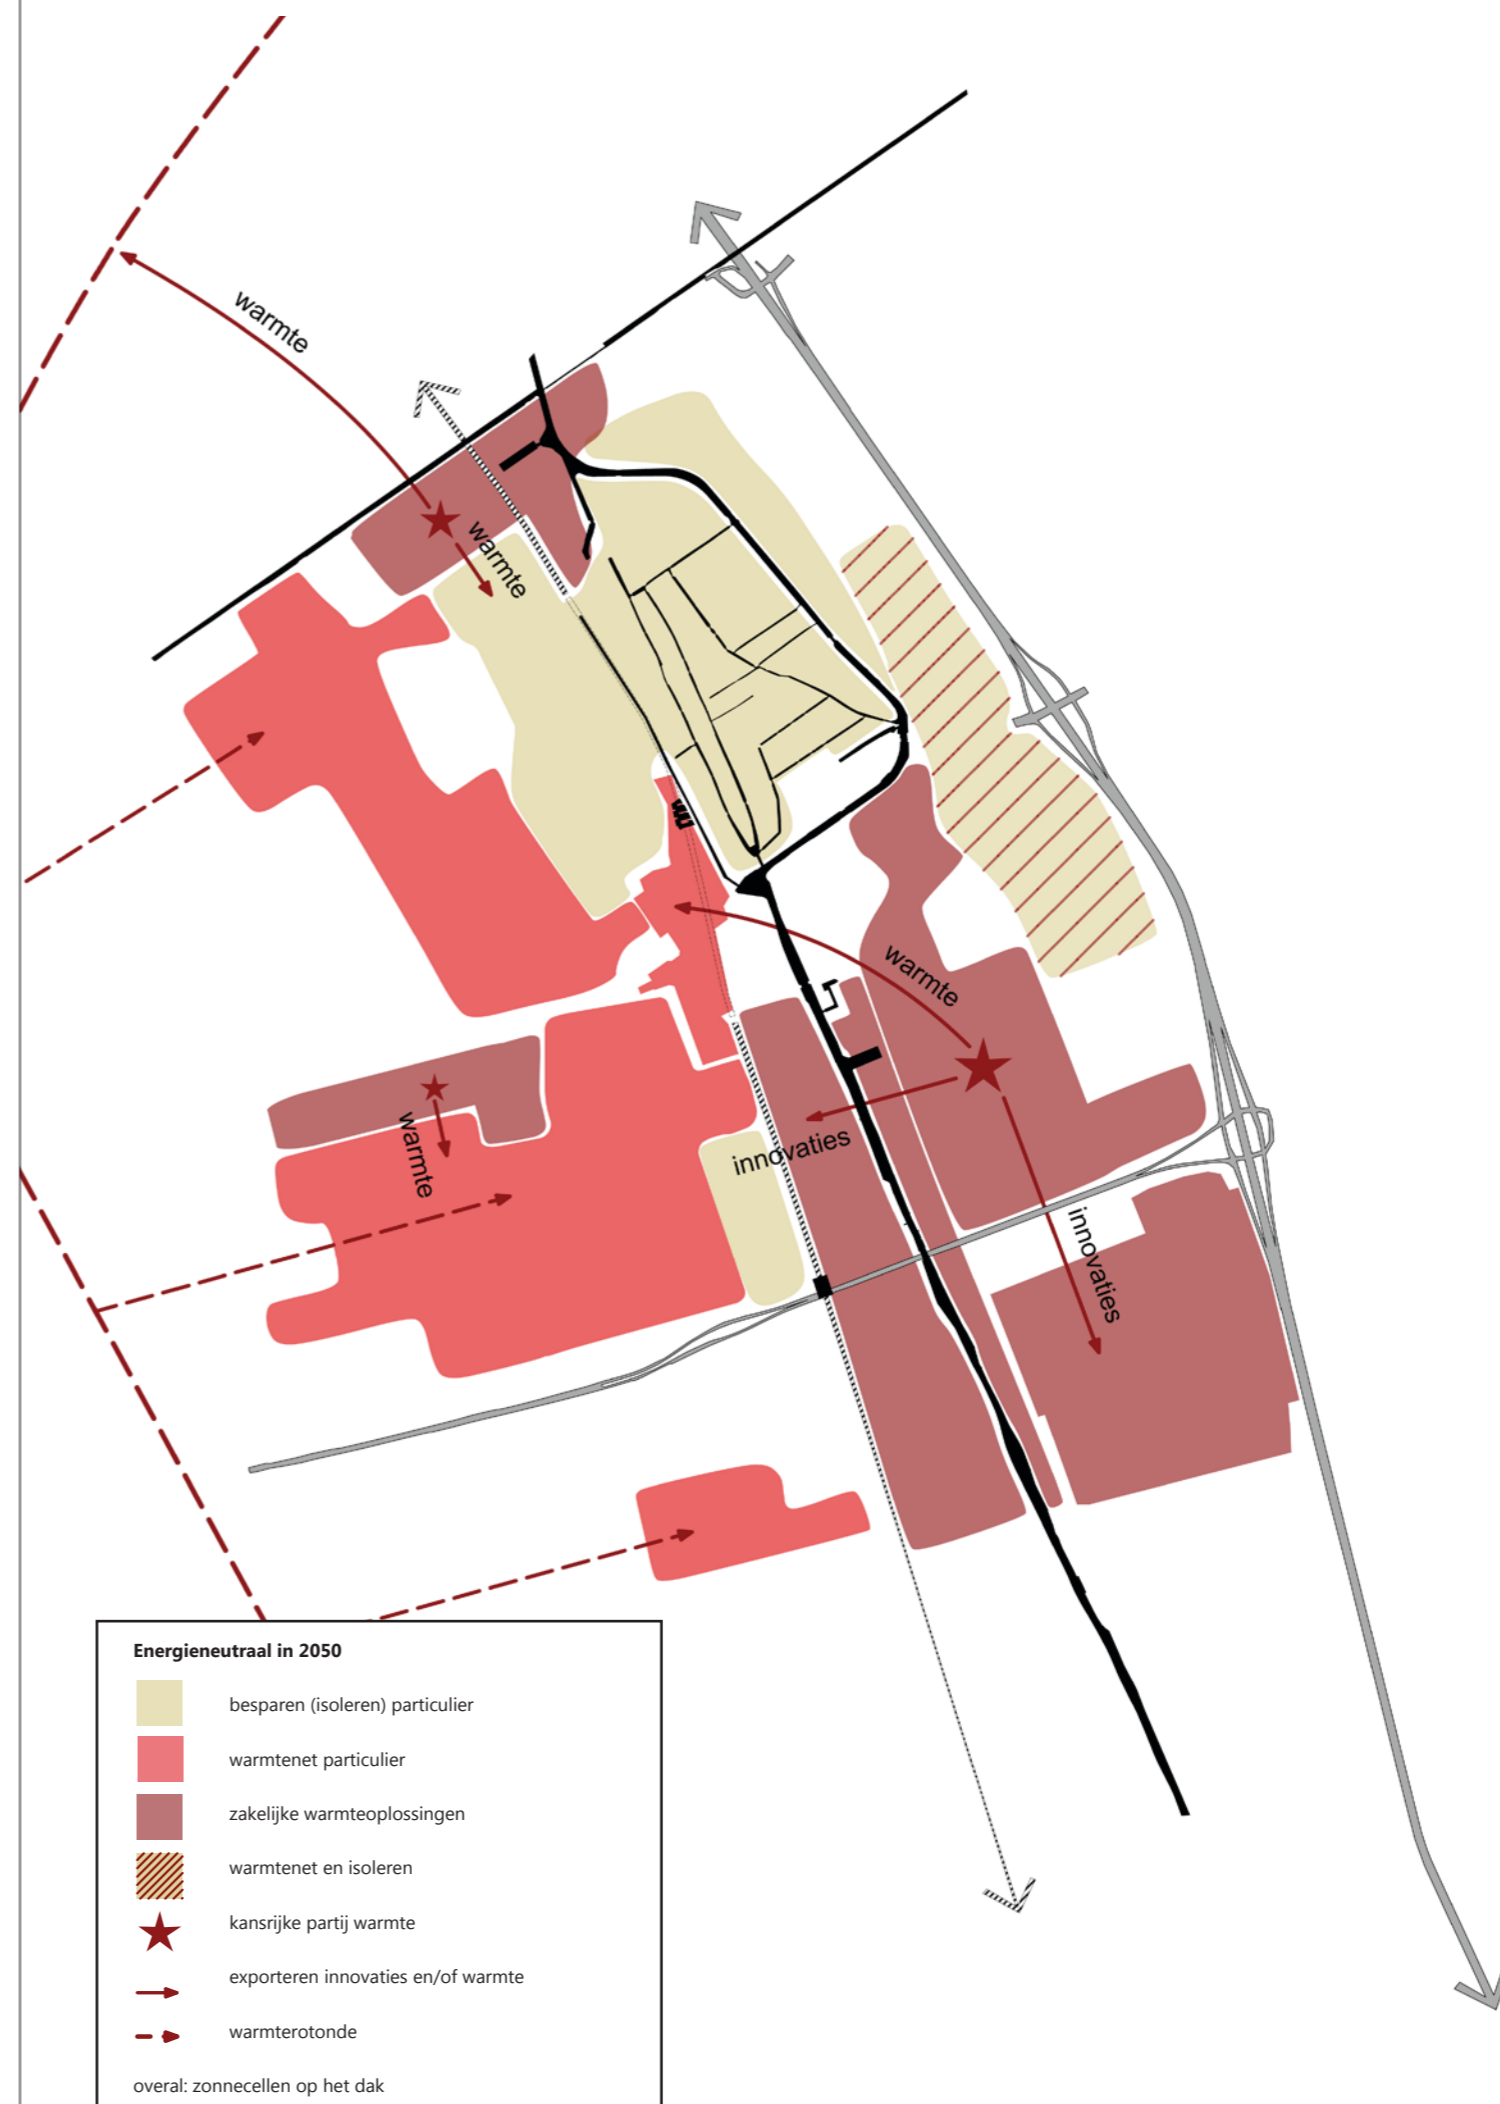 warmte
warmte
warmte
innovaties
warmte
innovaties
Energieneutraal in 2050
besparen (isoleren) particulier
warmtenet particulier
zakelijke warmteoplossingen
warmtenet en isoleren
kansrijke partij warmte
exporteren innovaties en/of warmte
warmterotonde
overal: zonnecellen op het dak